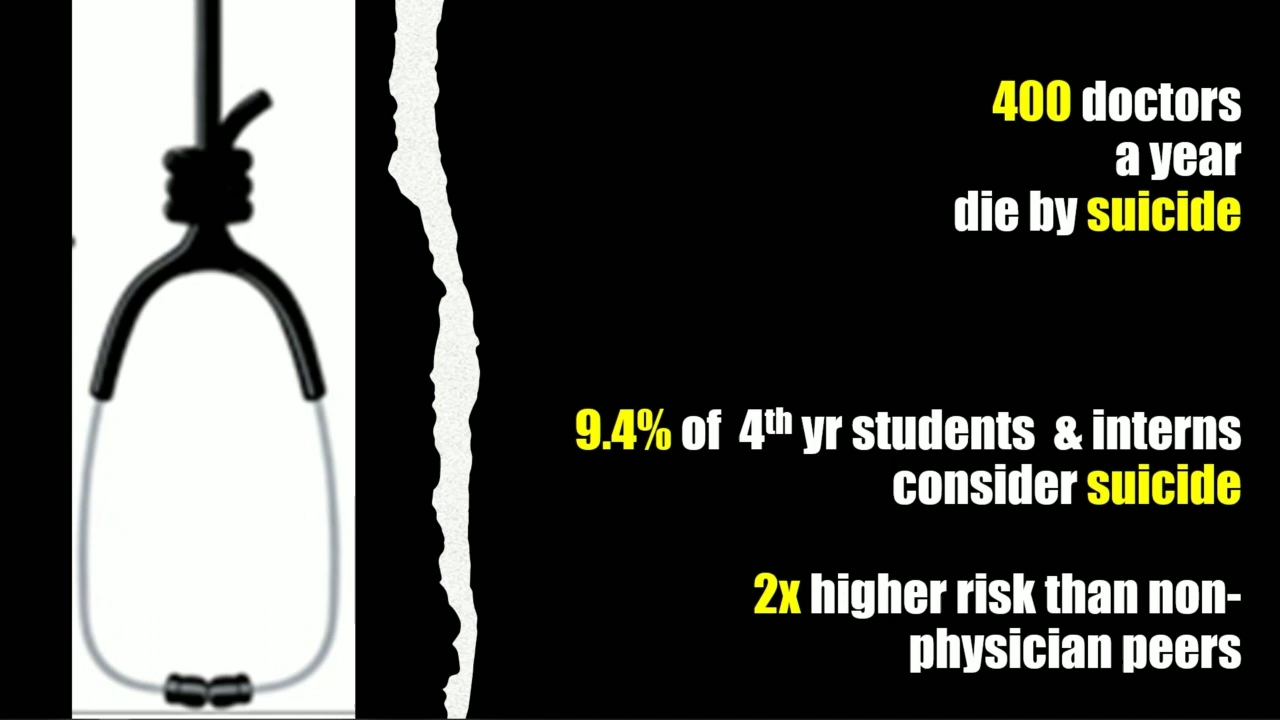 400 doctors
a year
die by suicide
9.4% of 4th yr students & interns
consider suicide
2x higher risk than non-
physician peers